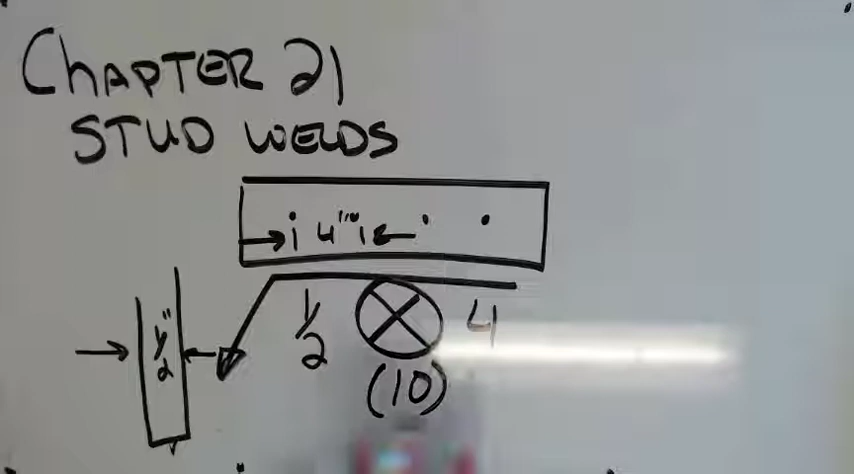 CHAPTER 21
STUD WELDS
4"
1/2"
1/2
4
(10)